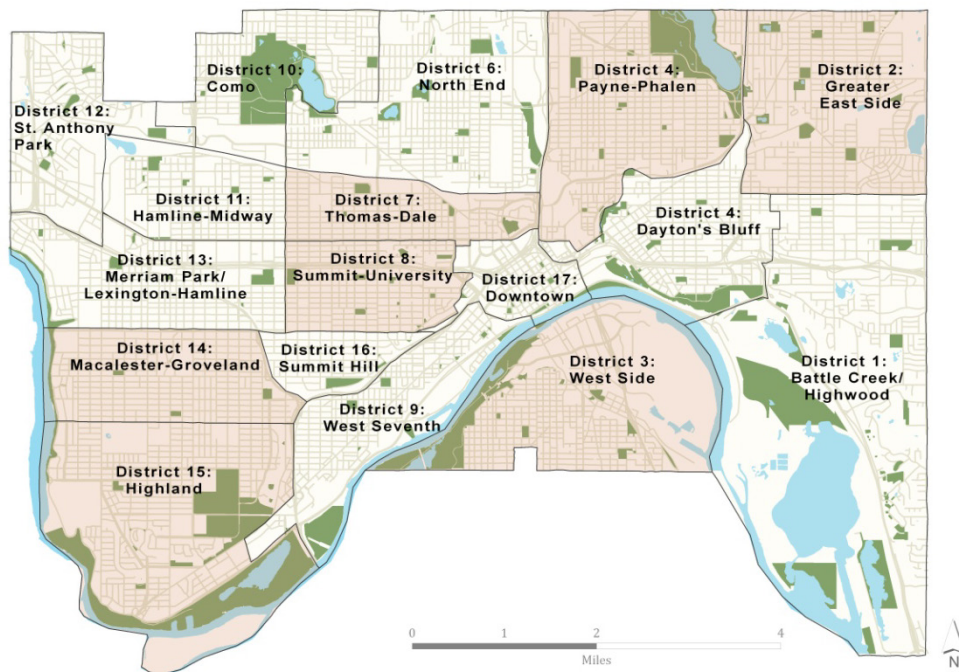 District 10:
Como
District 6:
North End
District 4:
Payne-Phalen
District 2:
Greater
East Side
District 12:
St. Anthony
Park
District 11:
Hamline-Midway
District 7:
Thomas-Dale
District 4:
Dayton's Bluff
District 13:
Merriam Park/
Lexington-Hamline
District 8:
Summit-University
District 17:
Downtown
District 14:
Macalester-Groveland
District 16:
Summit Hill
District 3:
West Side
District 1:
Battle Creek/
Highwood
District 9:
West Seventh
District 15:
Highland
0 1 2 4
Miles
N